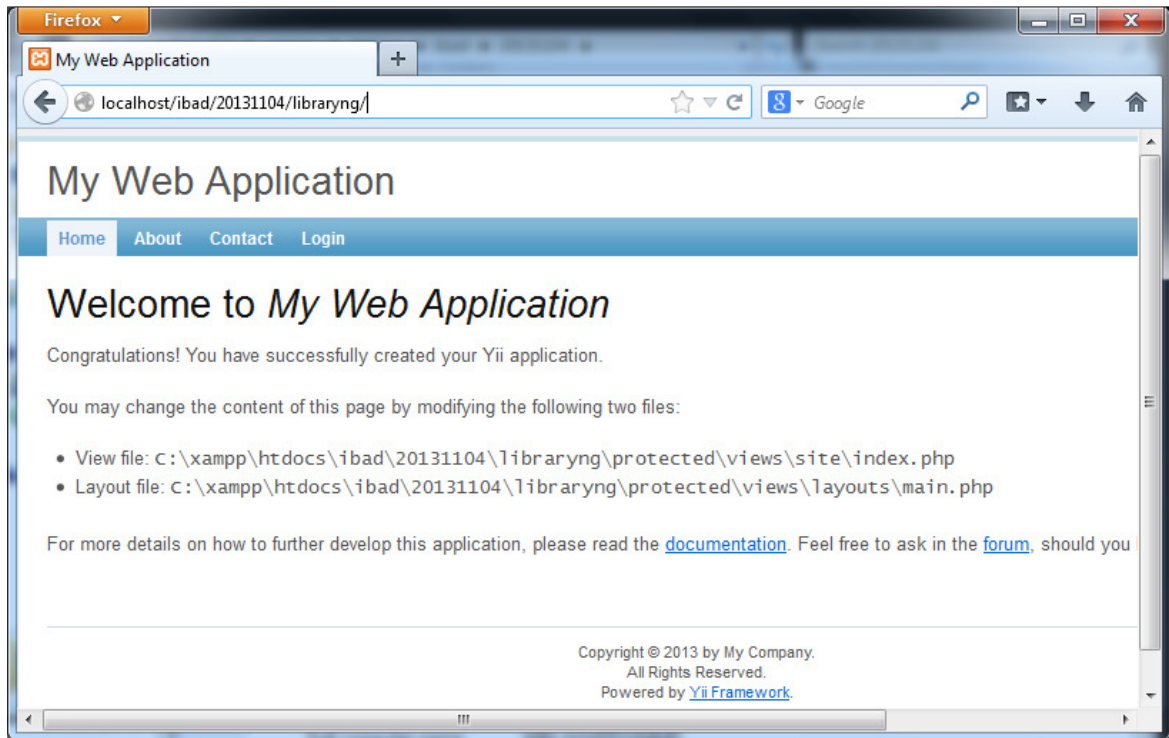 Firefox
My Web Application
localhost/ibad/20131104/libraryng/
Google
My Web Application
Home About Contact Login
Welcome to My Web Application
Congratulations! You have successfully created your Yii application.
You may change the content of this page by modifying the following two files:
• View file: C:\xampp\htdocs\ibad\20131104\libraryng\protected\views\site\index.php
• Layout file: C:\xampp\htdocs\ibad\20131104\libraryng\protected\views\layouts\main.php
For more details on how to further develop this application, please read the documentation. Feel free to ask in the forum, should you
Copyright © 2013 by My Company.
All Rights Reserved.
Powered by Yii Framework.